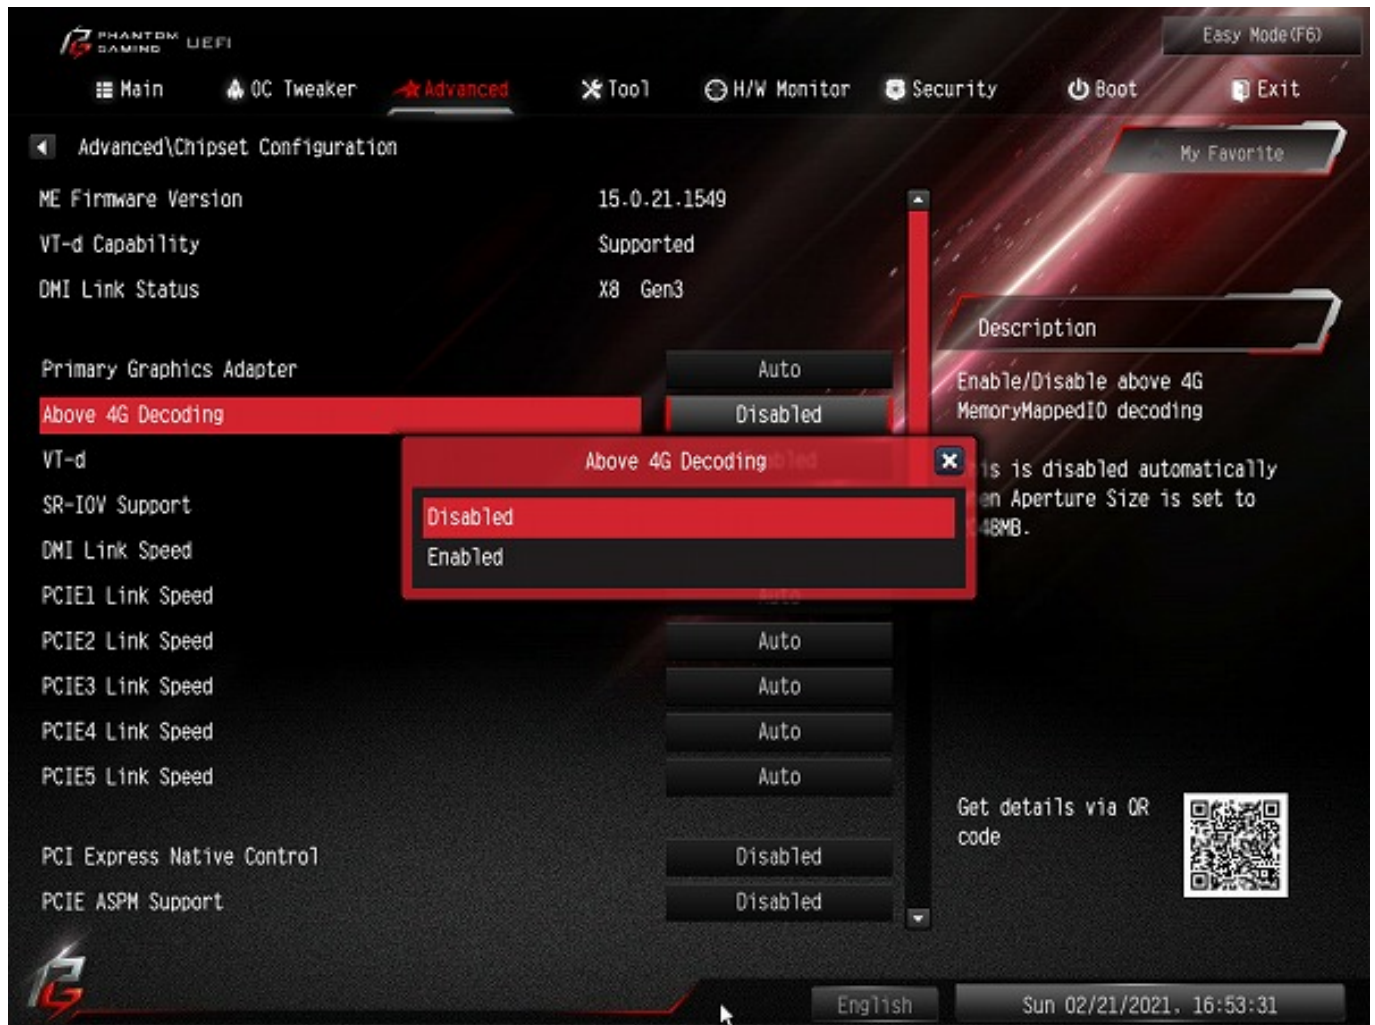 PHANTOM
GAMING UEFI
Easy Mode(F6)
Main OC Tweaker Advanced Tool H/W Monitor Security Boot Exit
Advanced\Chipset Configuration
My Favorite
ME Firmware Version 15.0.21.1549
VT-d Capability Supported
DMI Link Status X8 Gen3
Description
Primary Graphics Adapter Auto
Enable/Disable above 4G
MemoryMappedIO decoding
Above 4G Decoding Disabled
VT-d
Above 4G Decoding
is is disabled automatically
en Aperture Size is set to
48MB.
SR-IOV Support
Disabled
Enabled
DMI Link Speed
PCIE1 Link Speed Auto
PCIE2 Link Speed Auto
PCIE3 Link Speed Auto
PCIE4 Link Speed Auto
PCIE5 Link Speed Auto
Get details via QR
code
PCI Express Native Control Disabled
PCIE ASPM Support Disabled
English
Sun 02/21/2021, 16:53:31